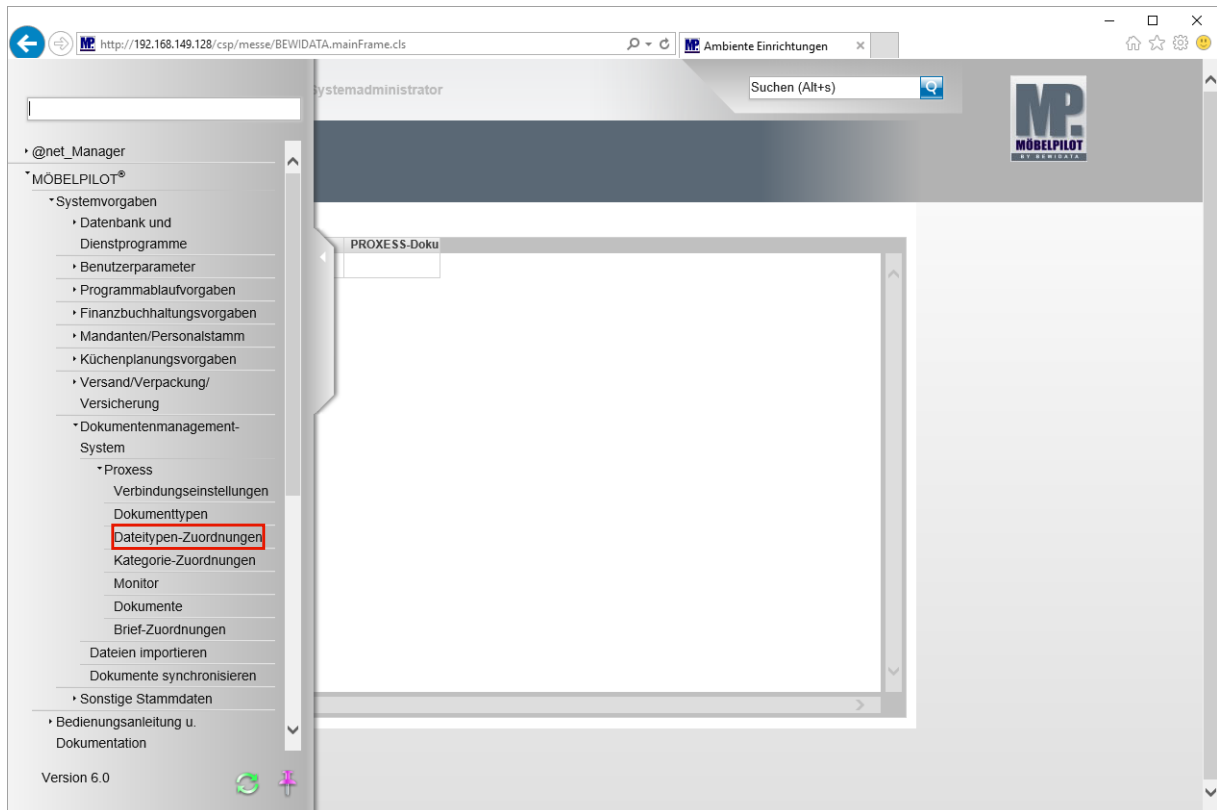 http://192.168.149.128/csp/messe/BEWIDATA.mainFrame.cls
MP. Ambiente Einrichtungen
Systemadministrator
Suchen (Alt+s)
MP.
MÖBELPILOT
BY BEWIDATA
@net_Manager
MÖBELPILOT®
Systemvorgaben
Datenbank und
Dienstprogramme
Benutzerparameter
Programmablaufvorgaben
Finanzbuchhaltungsvorgaben
Mandanten/Personalstamm
Küchenplanungsvorgaben
Versand/Verpackung/
Versicherung
Dokumentenmanagement-
System
Proxess
Verbindungseinstellungen
Dokumenttypen
Dateitypen-Zuordnungen
Kategorie-Zuordnungen
Monitor
Dokumente
Brief-Zuordnungen
Dateien importieren
Dokumente synchronisieren
Sonstige Stammdaten
Bedienungsanleitung u.
Dokumentation
Version 6.0
PROXESS-Doku